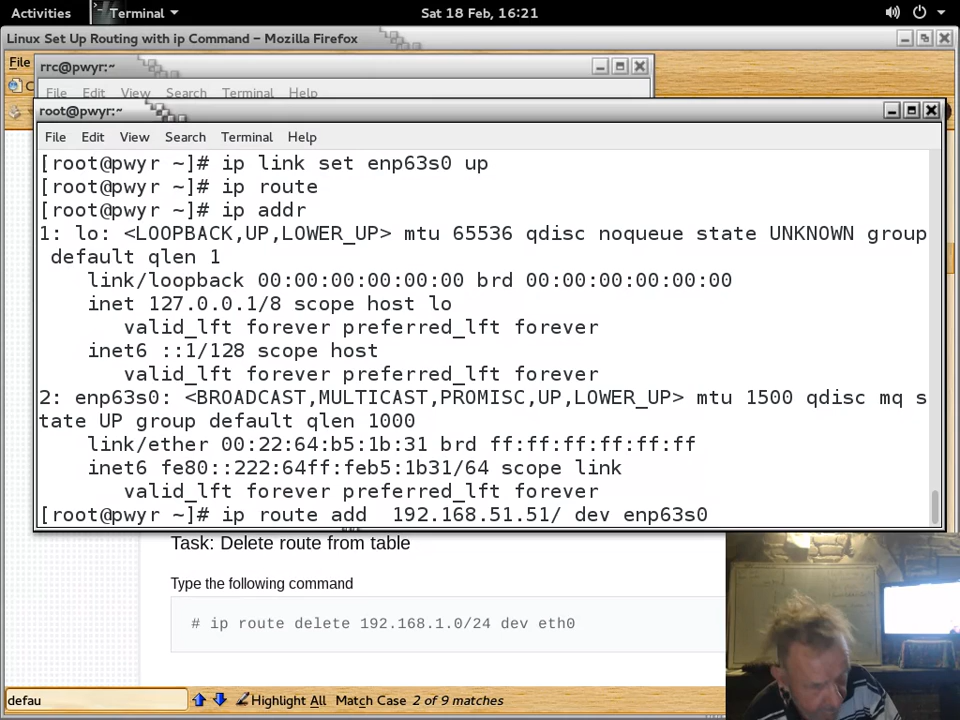 Activities
Terminal
Sat 18 Feb, 16:21
Linux Set Up Routing with ip Command – Mozilla Firefox
File
rrc@pwyr:~
File Edit View Search Terminal Help
root@pwyr:~
File Edit View Search Terminal Help
[root@pwyr ~]# ip link set enp63s0 up
[root@pwyr ~]# ip route
[root@pwyr ~]# ip addr
1: lo: <LOOPBACK,UP,LOWER_UP> mtu 65536 qdisc noqueue state UNKNOWN group
default qlen 1
link/loopback 00:00:00:00:00:00 brd 00:00:00:00:00:00
inet 127.0.0.1/8 scope host lo
valid_lft forever preferred_lft forever
inet6 ::1/128 scope host
valid_lft forever preferred_lft forever
2: enp63s0: <BROADCAST,MULTICAST,PROMISC,UP,LOWER_UP> mtu 1500 qdisc mq s
tate UP group default qlen 1000
link/ether 00:22:64:b5:1b:31 brd ff:ff:ff:ff:ff:ff
inet6 fe80::222:64ff:feb5:1b31/64 scope link
valid_lft forever preferred_lft forever
[root@pwyr ~]# ip route add  192.168.51.51/ dev enp63s0
Task: Delete route from table
Type the following command
# ip route delete 192.168.1.0/24 dev eth0
defau
Highlight All
Match Case
2 of 9 matches